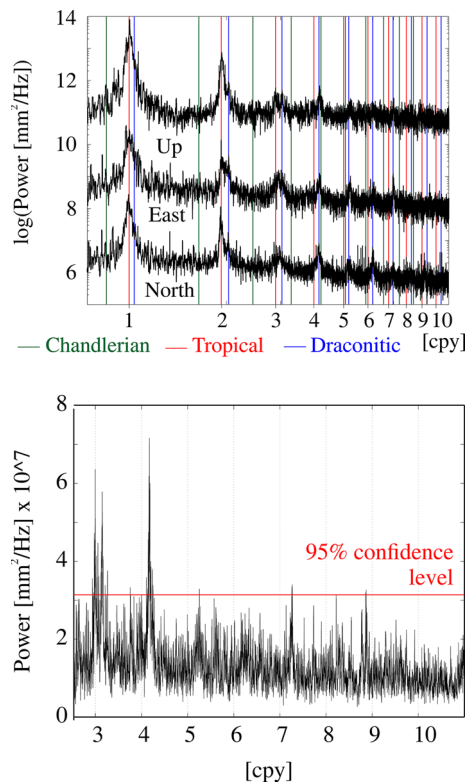 log(Power [mm²/Hz])
14
12
10
8
6
Up
East
North
1 2 3 4 5 6 7 8 9 10
[cpy]
— Chandlerian — Tropical — Draconitic
Power [mm²/Hz] x 10^7
8
6
4
2
0
95% confidence
level
3 4 5 6 7 8 9 10
[cpy]